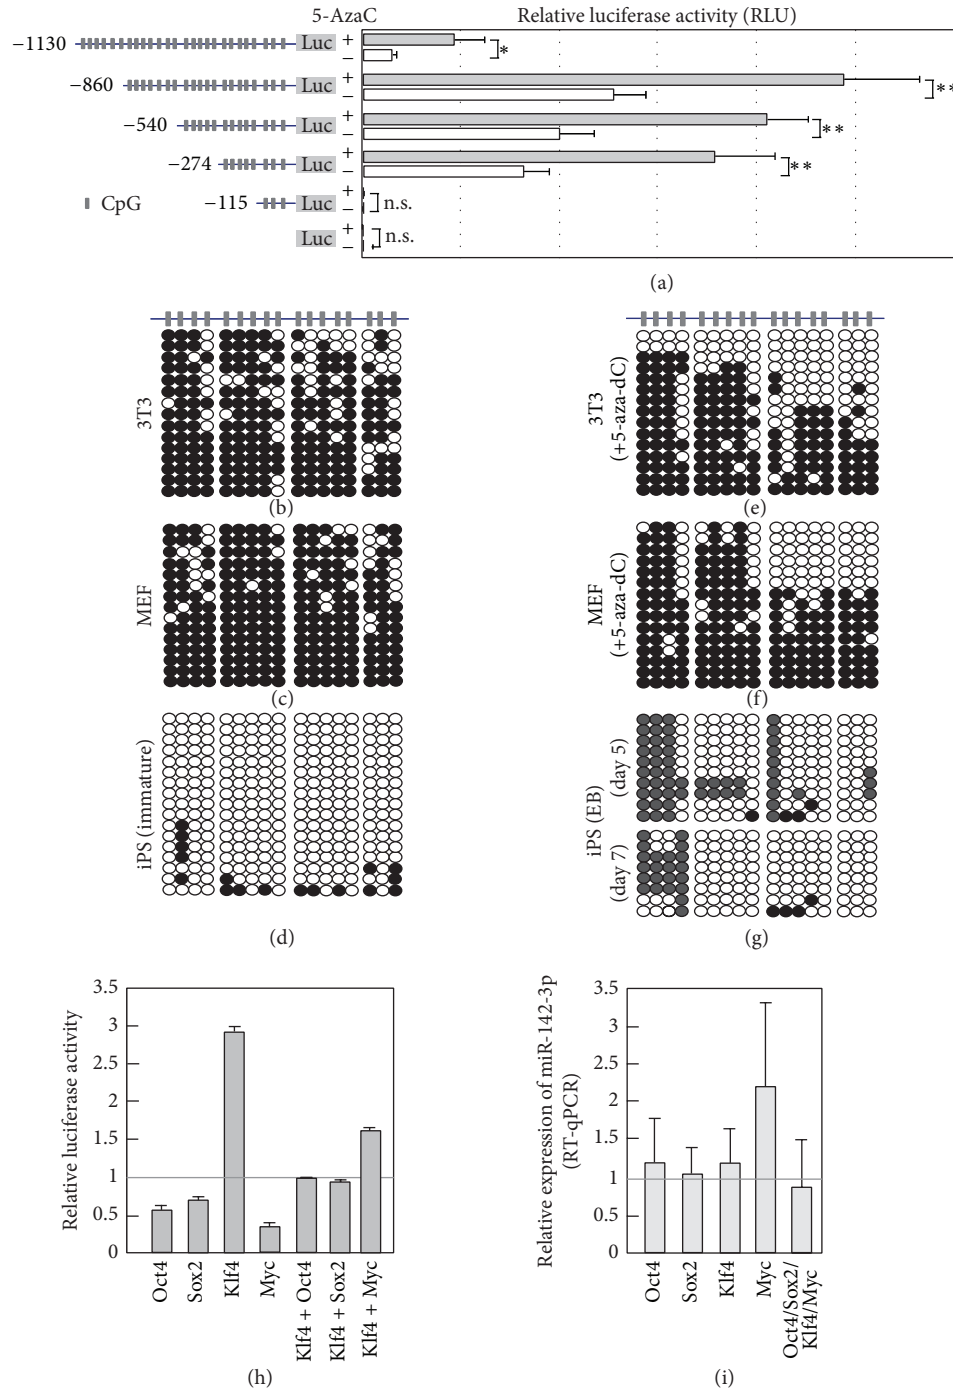 5-AzaC Relative luciferase activity (RLU)
−1130 Luc + − *
−860 Luc + − **
−540 Luc + − **
−274 Luc + − **
CpG −115 Luc + − n.s.
Luc + − n.s.
(a)
3T3
(b)
3T3
(+5-aza-dC)
(e)
MEF
(c)
MEF
(+5-aza-dC)
(f)
iPS (immature)
(d)
iPS (EB)
(day 5)
(day 7)
(g)
Relative luciferase activity
3.5
3
2.5
2
1.5
1
0.5
0
Oct4
Sox2
Klf4
Myc
Klf4 + Oct4
Klf4 + Sox2
Klf4 + Myc
(h)
Relative expression of miR-142-3p
(RT-qPCR)
3.5
3
2.5
2
1.5
1
0.5
0
Oct4
Sox2
Klf4
Myc
Oct4/Sox2/
Klf4/Myc
(i)